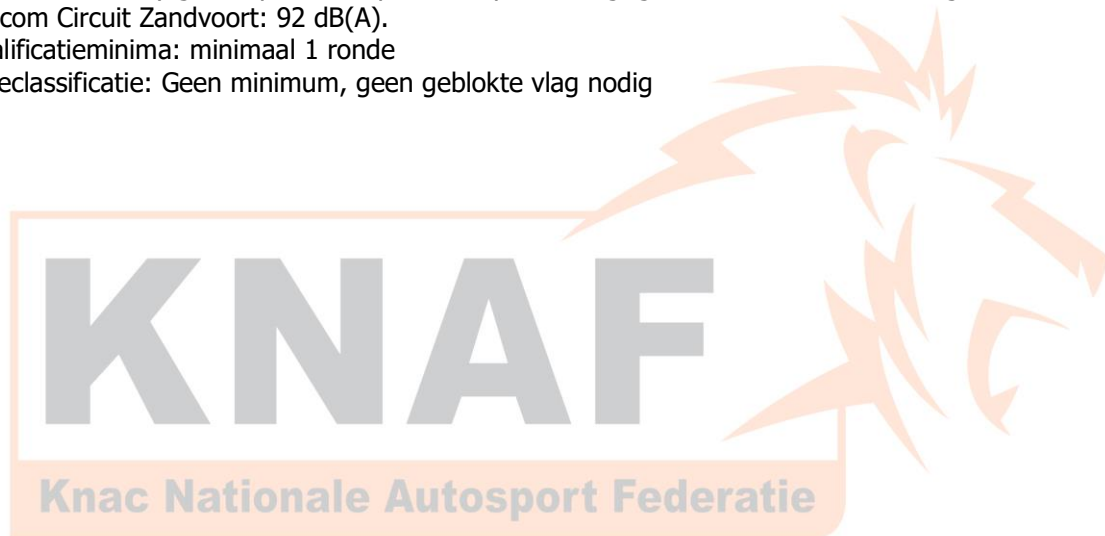 com Circuit Zandvoort: 92 dB(A).
alificatieminima: minimaal 1 ronde
eclassificatie: Geen minimum, geen geblokte vlag nodig
KNAF
Knac Nationale Autosport Federatie